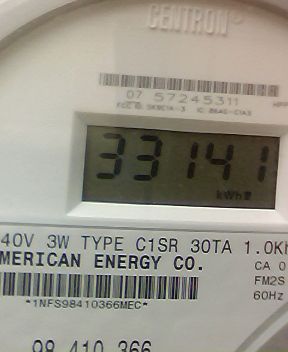 CENTRON®
07 57245311
33141
kWh
40V 3W TYPE C1SR 30TA 1.0Kh
MERICAN ENERGY CO.
CA 0
FM2S
60Hz
*1NFS98410366MEC*
98 410 366